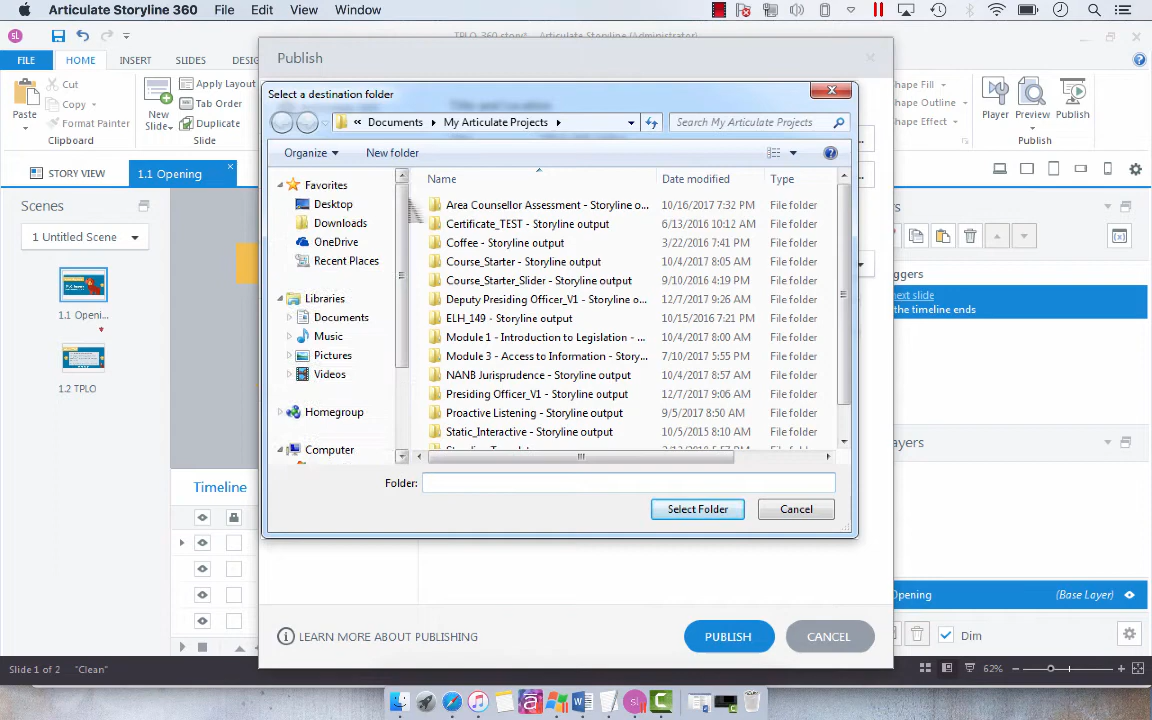 Articulate Storyline 360 File Edit View Window
FILE HOME INSERT SLIDES
Publish
Cut
Copy
Format Painter
Paste
Clipboard
New
Slide
Apply Layout
Tab Order
Duplicate
Slide
Shape Fill
Shape Outline
Shape Effect
Player Preview Publish
Publish
STORY VIEW
1.1 Opening
Scenes
1 Untitled Scene
1.1 Openi...
1.2 TPLO
Select a destination folder
« Documents My Articulate Projects
Search My Articulate Projects
Organize New folder
Favorites
Desktop
Downloads
OneDrive
Recent Places
Libraries
Documents
Music
Pictures
Videos
Homegroup
Computer
Name Date modified Type
Area Counsellor Assessment - Storyline o... 10/16/2017 7:32 PM File folder
Certificate_TEST - Storyline output 6/13/2016 10:12 AM File folder
Coffee - Storyline output 3/22/2016 7:41 PM File folder
Course_Starter - Storyline output 10/4/2017 8:05 AM File folder
Course_Starter_Slider - Storyline output 9/10/2016 4:19 PM File folder
Deputy Presiding Officer_V1 - Storyline o... 12/7/2017 9:26 AM File folder
ELH_149 - Storyline output 10/15/2016 7:21 PM File folder
Module 1 - Introduction to Legislation - ... 10/4/2017 8:00 AM File folder
Module 3 - Access to Information - Story... 7/10/2017 5:55 PM File folder
NANB Jurisprudence - Storyline output 10/4/2017 8:57 AM File folder
Presiding Officer_V1 - Storyline output 12/7/2017 9:06 AM File folder
Proactive Listening - Storyline output 9/5/2017 8:50 AM File folder
Static_Interactive - Storyline output 10/5/2015 8:10 AM File folder
Folder:
Select Folder Cancel
next slide
the timeline ends
Timeline
Opening (Base Layer)
Dim
LEARN MORE ABOUT PUBLISHING
PUBLISH CANCEL
Slide 1 of 2 "Clean"
62%